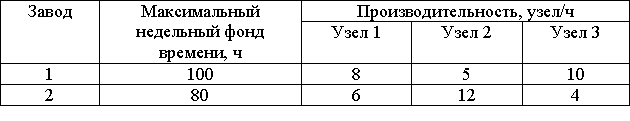 Завод Максимальный недельный фонд времени, ч Производительность, узел/ч
Узел 1 Узел 2 Узел 3
1 100 8 5 10
2 80 6 12 4